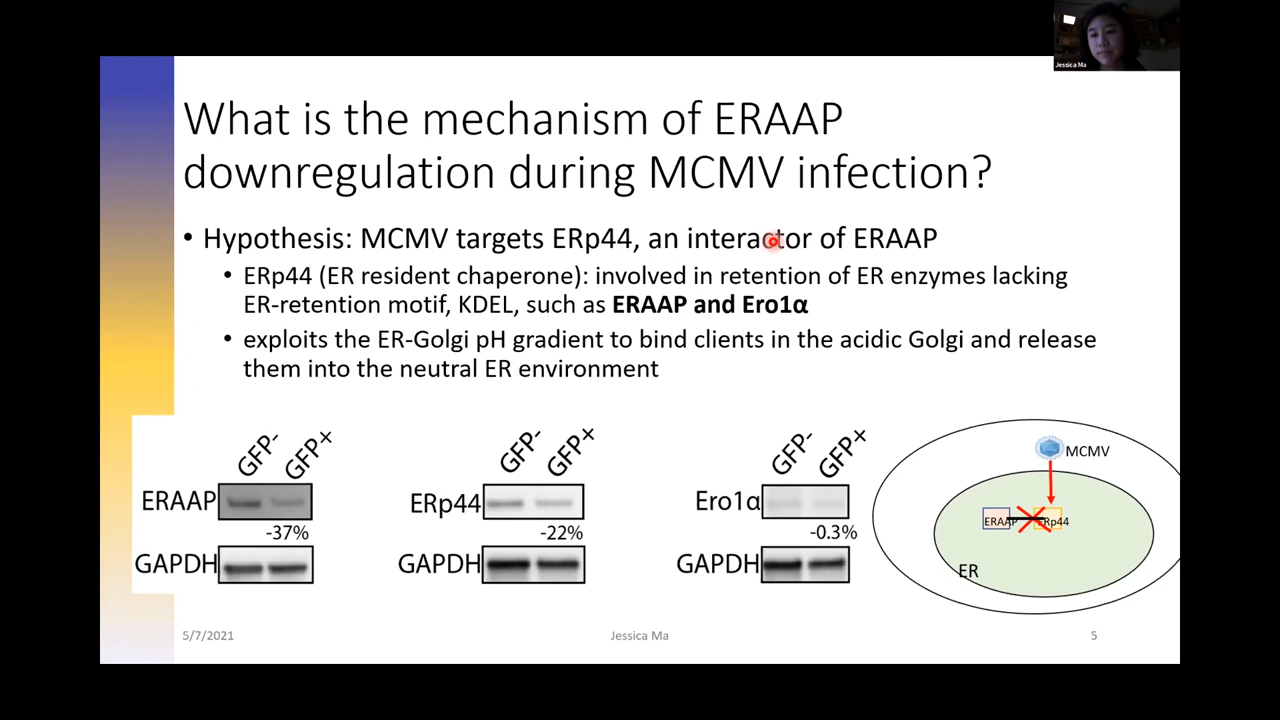 Jessica Ma
What is the mechanism of ERAAP
downregulation during MCMV infection?
• Hypothesis: MCMV targets ERp44, an interactor of ERAAP
• ERp44 (ER resident chaperone): involved in retention of ER enzymes lacking
ER-retention motif, KDEL, such as ERAAP and Ero1α
• exploits the ER-Golgi pH gradient to bind clients in the acidic Golgi and release
them into the neutral ER environment
GFP- GFP+
ERAAP
-37%
GAPDH
GFP- GFP+
ERp44
-22%
GAPDH
GFP- GFP+
Ero1α
-0.3%
GAPDH
MCMV
ERAAP ERp44
ER
5/7/2021
Jessica Ma
5